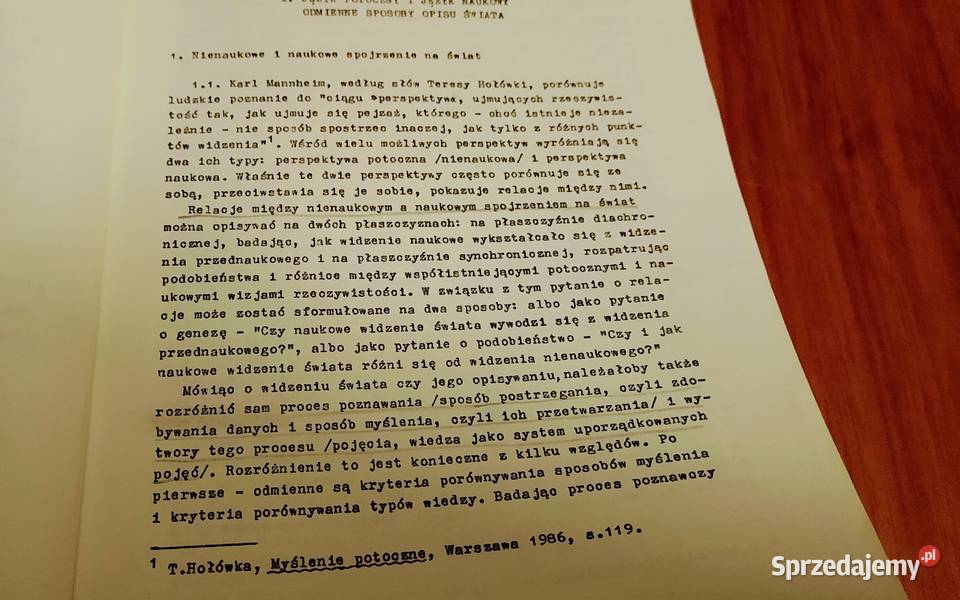 I. JĘZYK POTOCZNY I JĘZYK NAUKOWY
ODMIENNE SPOSOBY OPISU ŚWIATA
1. Nienaukowe i naukowe spojrzenie na świat
1.1. Karl Mannheim, według słów Teresy Hołówki, porównuje
ludzkie poznanie do "ciągu »perspektyw«, ujmujących rzeczywis-
tość tak, jak ujmuje się pejzaż, którego - choć istnieje nieza-
leżnie - nie sposób spostrzec inaczej, jak tylko z różnych punk-
tów widzenia"1. Wśród wielu możliwych perspektyw wyróżniają się
dwa ich typy: perspektywa potoczna /nienaukowa/ i perspektywa
naukowa. Właśnie te dwie perspektywy często porównuje się ze
sobą, przeciwstawia się je sobie, pokazuje relacje między nimi.
Relacje między nienaukowym a naukowym spojrzeniem na świat
można opisywać na dwóch płaszczyznach: na płaszczyźnie diachro-
nicznej, badając, jak widzenie naukowe wykształcało się z widze-
nia przednaukowego i na płaszczyźnie synchronicznej, rozpatrując
podobieństwa i różnice między współistniejącymi potocznymi i na-
ukowymi wizjami rzeczywistości. W związku z tym pytanie o rela-
cje może zostać sformułowane na dwa sposoby: albo jako pytanie
o genezę - "Czy naukowe widzenie świata wywodzi się z widzenia
przednaukowego?", albo jako pytanie o podobieństwo - "Czy i jak
naukowe widzenie świata różni się od widzenia nienaukowego?"
Mówiąc o widzeniu świata czy jego opisywaniu, należałoby także
rozróżnić sam proces poznawania /sposób postrzegania, czyli zdo-
bywania danych i sposób myślenia, czyli ich przetwarzania/ i wy-
twory tego procesu /pojęcia, wiedza jako system uporządkowanych
pojęć/. Rozróżnienie to jest konieczne z kilku względów. Po
pierwsze - odmienne są kryteria porównywania sposobów myślenia
i kryteria porównywania typów wiedzy. Badając proces poznawczy
1 T.Hołówka, Myślenie potoczne, Warszawa 1986, s.119.
Sprzedajemy.pl